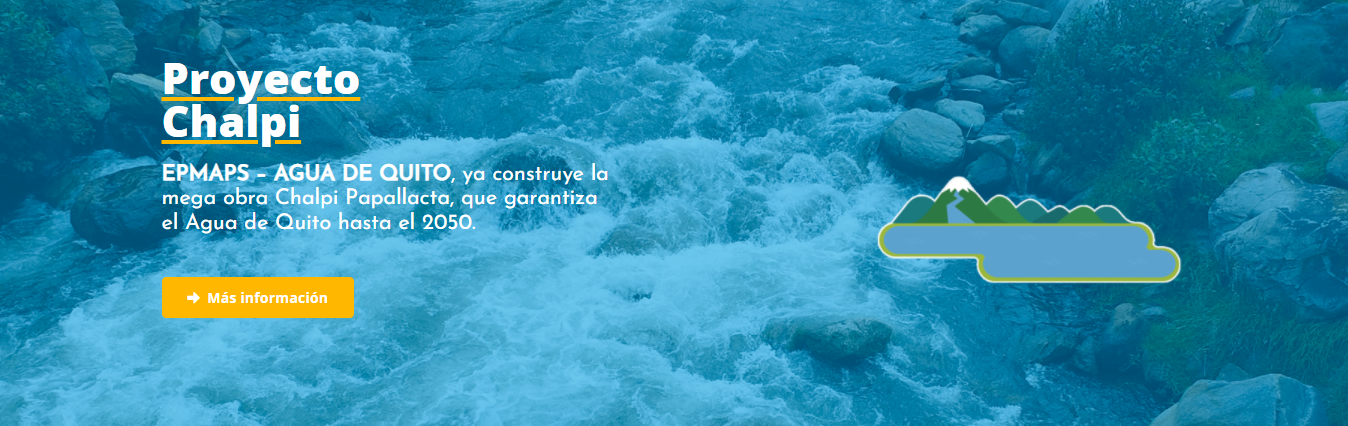 Proyecto
Chalpi
EPMAPS – AGUA DE QUITO, ya construye la
mega obra Chalpi Papallacta, que garantiza
el Agua de Quito hasta el 2050.
Más información